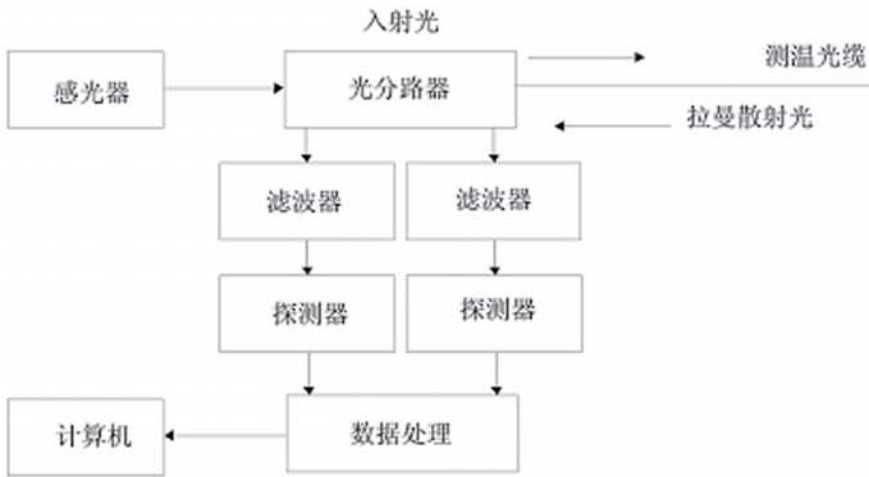 入射光
感光器
光分路器
测温光缆
拉曼散射光
滤波器
滤波器
探测器
探测器
计算机
数据处理